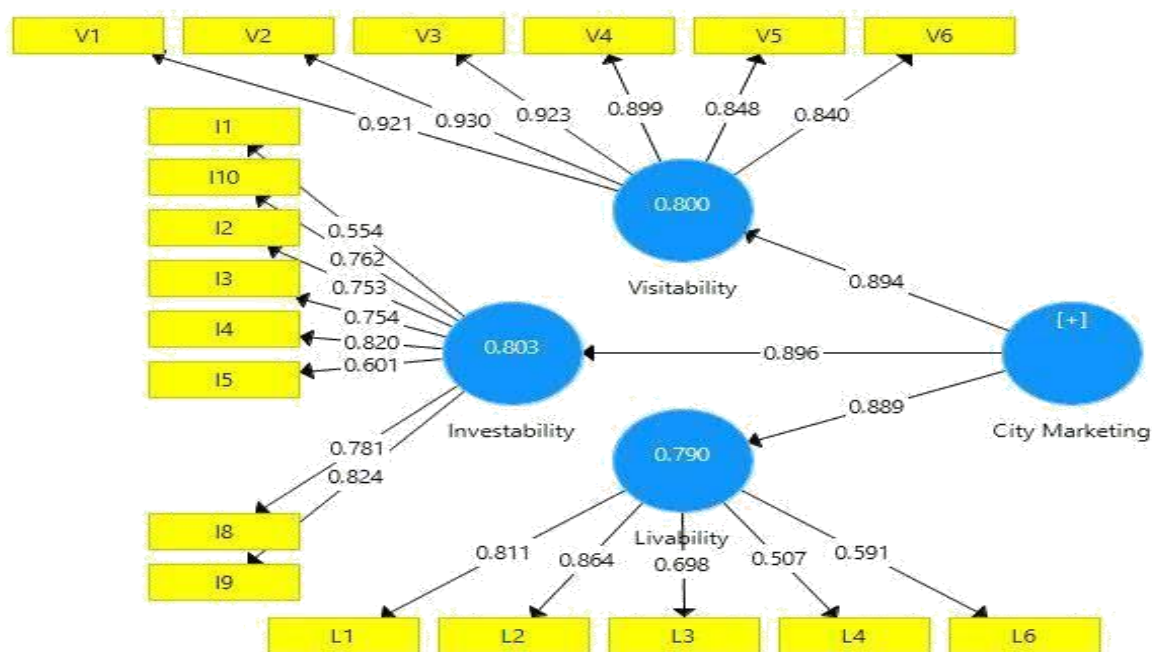 V1 V2 V3 V4 V5 V6
0.921 0.930 0.923 0.899 0.848 0.840
I1
I10
I2
I3
I4
I5
0.554
0.762
0.753
0.754
0.820
0.601
0.800
Visitability
0.894
[+]
0.803
0.896
Investability
City Marketing
0.889
0.790
Livability
0.781
0.824
I8
I9
0.811 0.864 0.698 0.507 0.591
L1 L2 L3 L4 L6